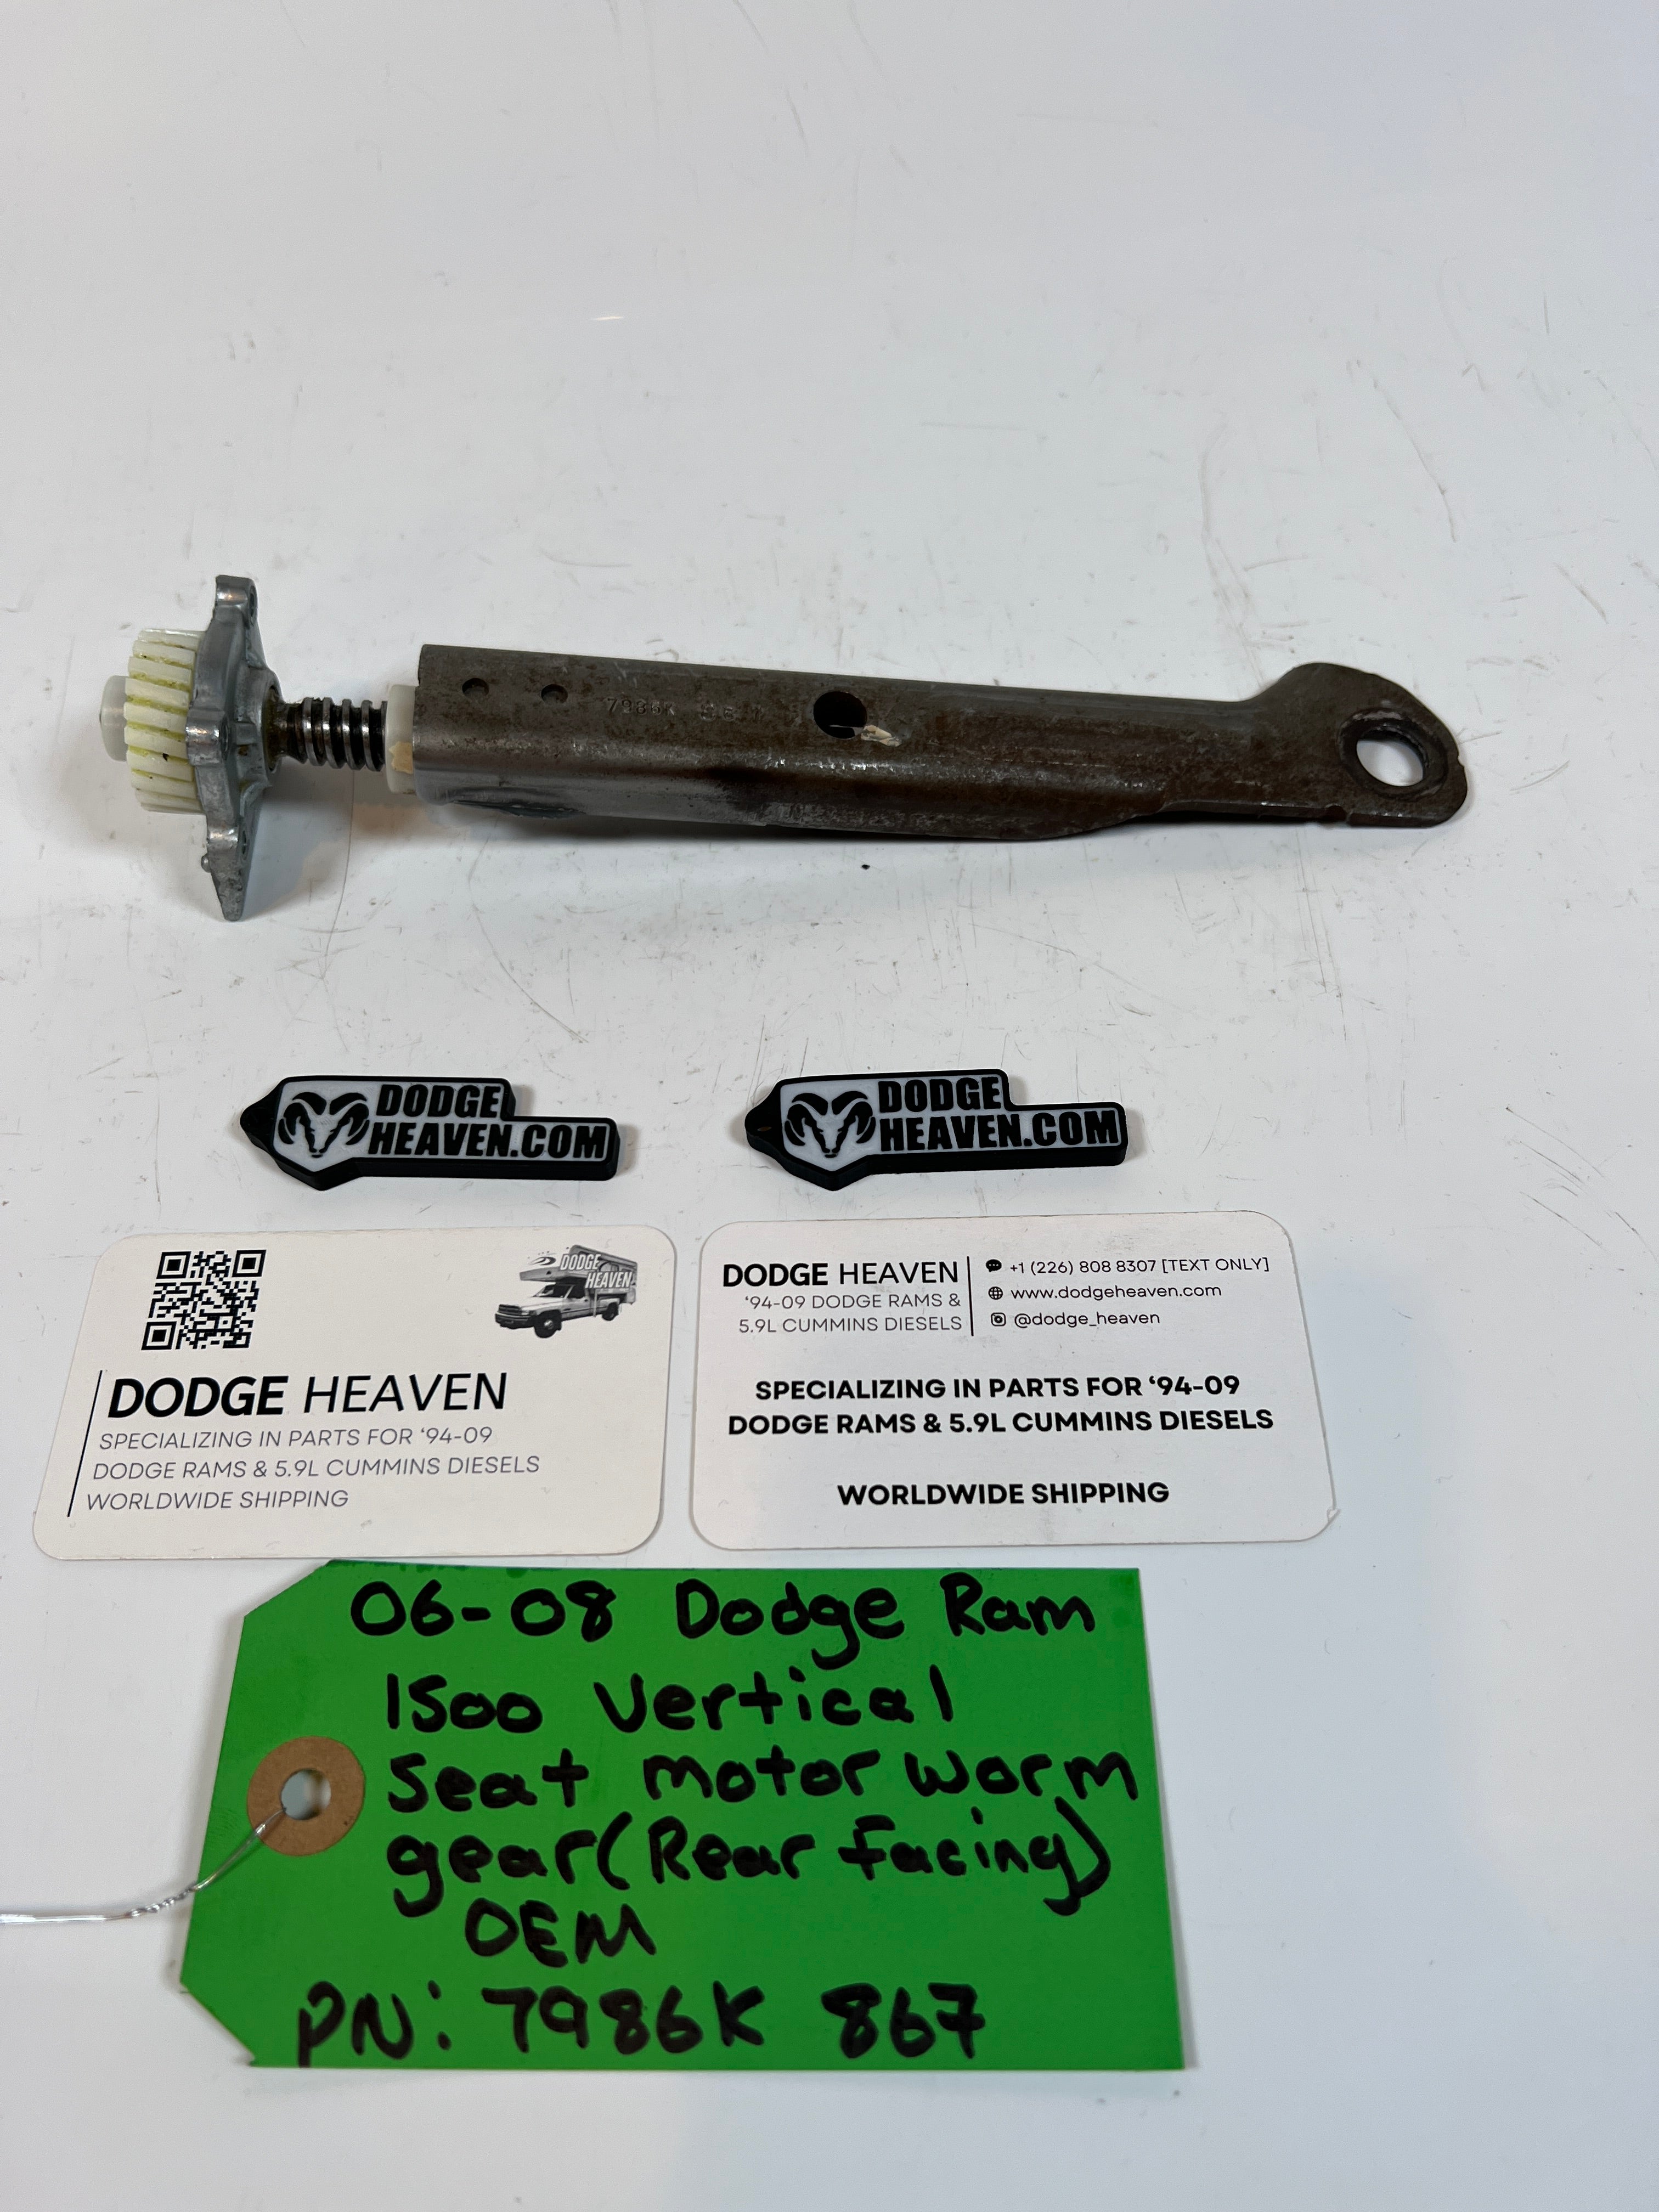 7986K
DODGE
HEAVEN.COM
DODGE
HEAVEN.COM
DODGE
HEAVEN
DODGE HEAVEN
SPECIALIZING IN PARTS FOR ‘94-09
DODGE RAMS & 5.9L CUMMINS DIESELS
WORLDWIDE SHIPPING
DODGE HEAVEN
‘94-09 DODGE RAMS &
5.9L CUMMINS DIESELS
+1 (226) 808 8307 [TEXT ONLY]
www.dodgeheaven.com
@dodge_heaven
SPECIALIZING IN PARTS FOR ‘94-09
DODGE RAMS & 5.9L CUMMINS DIESELS
WORLDWIDE SHIPPING
06-08 Dodge Ram
1500 Vertical
Seat motor worm
gear(Rear facing)
OEM
PN: 7986K 867